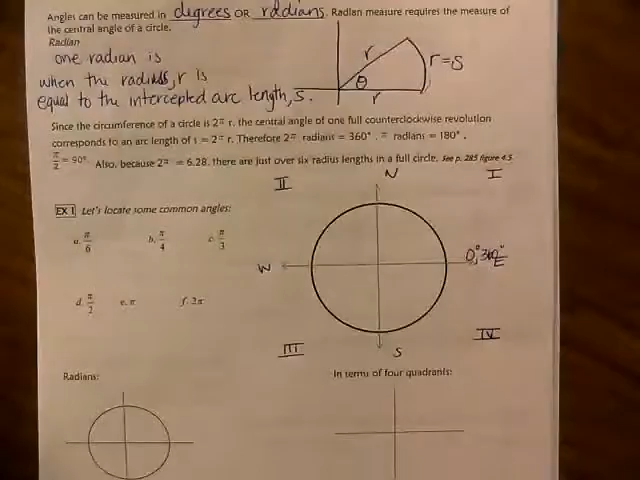 Angles can be measured in degrees OR radians. Radian measure requires the measure of
the central angle of a circle.
Radian
one radian is
when the radius, r is
equal to the intercepted arc length, s.
r
θ
r
r=s
Since the circumference of a circle is 2π r, the central angle of one full counterclockwise revolution
corresponds to an arc length of s = 2π r. Therefore 2π radians = 360°, π radians = 180°,
π/2 = 90°. Also, because 2π = 6.28, there are just over six radius lengths in a full circle. See p. 285 figure 4.5
II
N
I
EX 1 Let's locate some common angles:
a. π/6 b. π/4 c. π/3
W
0°, 360°
E
d. π/2 e. π f. 2π
III
S
IV
Radians:
In terms of four quadrants: